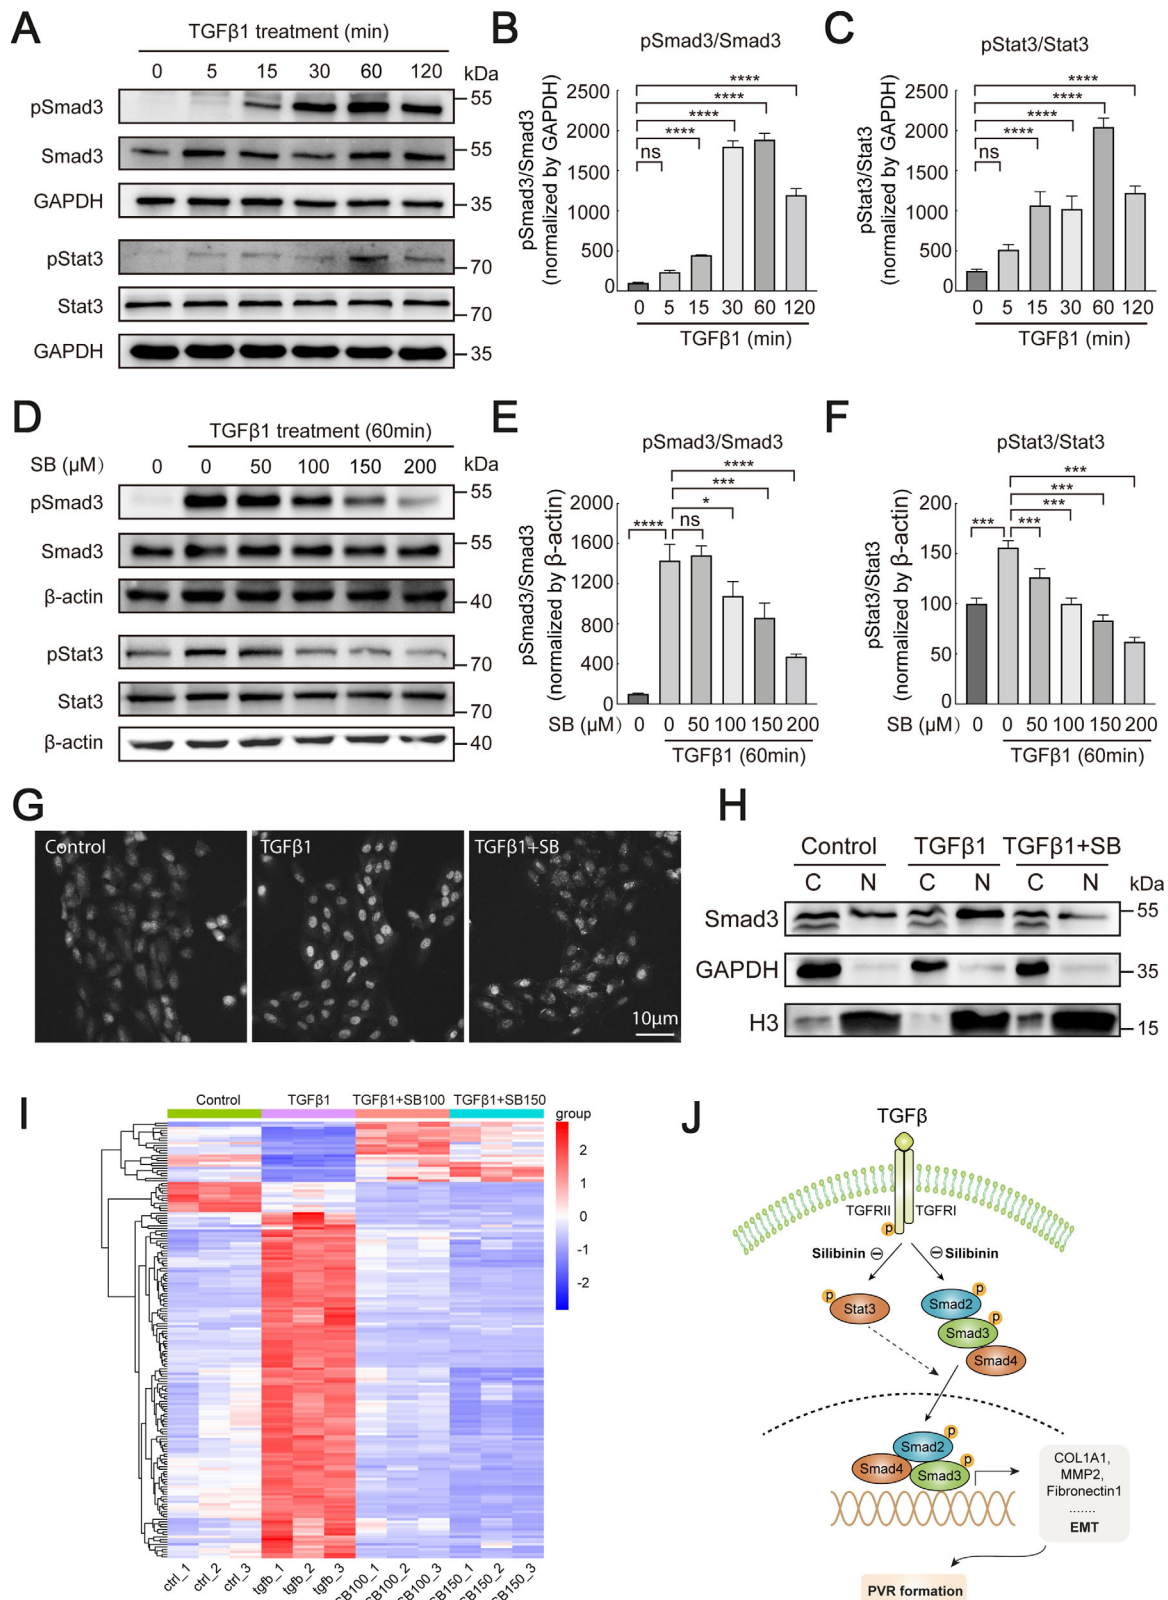 A
TGFβ1 treatment (min)
0 5 15 30 60 120 kDa
pSmad3 55
Smad3 55
GAPDH 35
pStat3 70
Stat3 70
GAPDH 35
B
pSmad3/Smad3
pSmad3/Smad3
(normalized by GAPDH)
****
****
****
****
ns
2500
2000
1500
1000
500
0
0 5 15 30 60 120
TGFβ1 (min)
C
pStat3/Stat3
pStat3/Stat3
(normalized by GAPDH)
****
****
****
****
ns
2500
2000
1500
1000
500
0
0 5 15 30 60 120
TGFβ1 (min)
D
TGFβ1 treatment (60min)
SB (μM) 0 0 50 100 150 200 kDa
pSmad3 55
Smad3 55
β-actin 40
pStat3 70
Stat3 70
β-actin 40
E
pSmad3/Smad3
pSmad3/Smad3
(normalized by β-actin)
****
***
*
**** ns
2000
1600
1200
800
400
0
SB (μM) 0 0 50 100 150 200
TGFβ1 (60min)
F
pStat3/Stat3
pStat3/Stat3
(normalized by β-actin)
***
***
***
*** ***
200
150
100
50
0
SB (μM) 0 0 50 100 150 200
TGFβ1 (60min)
G
Control TGFβ1 TGFβ1+SB
10μm
H
Control TGFβ1 TGFβ1+SB
C N C N C N kDa
Smad3 55
GAPDH 35
H3 15
I
Control TGFβ1 TGFβ1+SB100 TGFβ1+SB150
group
2
1
0
-1
-2
ctrl_1 ctrl_2 ctrl_3 tgfb_1 tgfb_2 tgfb_3 SB100_1 SB100_2 SB100_3 SB150_1 SB150_2 SB150_3
J
TGFβ
TGFRII TGFRI
p
Silibinin − − Silibinin
p Stat3
Smad2 p
Smad3 p
Smad4
Smad2 p
Smad4 Smad3 p
COL1A1,
MMP2,
Fibronectin1
.......
EMT
PVR formation